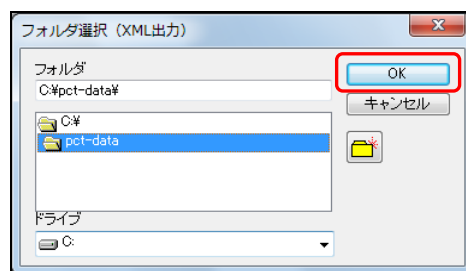 フォルダ選択（XML出力）
フォルダ
C:¥pct-data¥
OK
キャンセル
C:¥
pct-data
ドライブ
C: